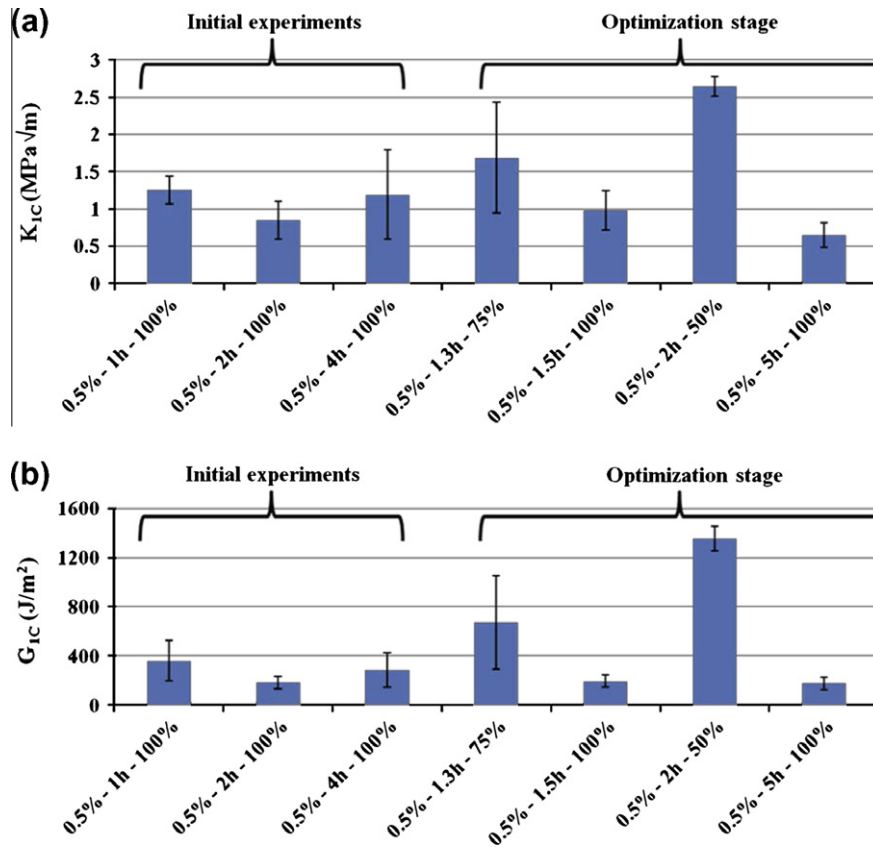 (a)
Initial experiments
Optimization stage
3
2.5
2
1.5
1
0.5
0
K1C (MPa √m)
0.5% - 1h - 100%
0.5% - 2h - 100%
0.5% - 4h - 100%
0.5% - 1.3h - 75%
0.5% - 1.5h - 100%
0.5% - 2h - 50%
0.5% - 5h - 100%
(b)
Initial experiments
Optimization stage
1600
1200
800
400
0
G1C (J/m²)
0.5% - 1h - 100%
0.5% - 2h - 100%
0.5% - 4h - 100%
0.5% - 1.3h - 75%
0.5% - 1.5h - 100%
0.5% - 2h - 50%
0.5% - 5h - 100%